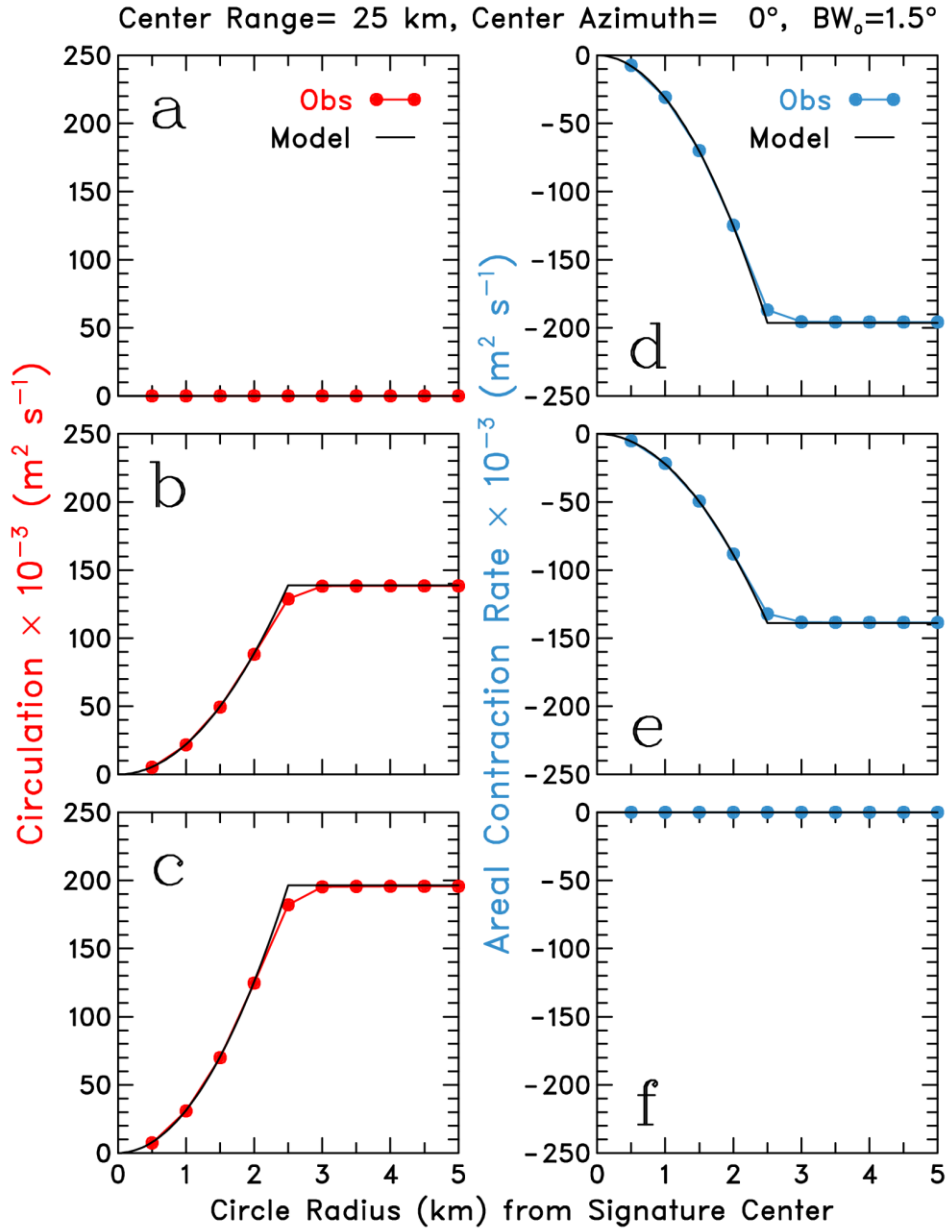 Center Range= 25 km, Center Azimuth= 0°, BW₀=1.5°
250
200
150
100
50
0
a
Obs
Model
0
-50
-100
-150
-200
-250
d
Obs
Model
250
200
150
100
50
0
b
0
-50
-100
-150
-200
-250
e
250
200
150
100
50
0
c
0
-50
-100
-150
-200
-250
f
0 1 2 3 4 5
0 1 2 3 4 5
Circulation × 10⁻³ (m² s⁻¹)
Areal Contraction Rate × 10⁻³ (m² s⁻¹)
Circle Radius (km) from Signature Center